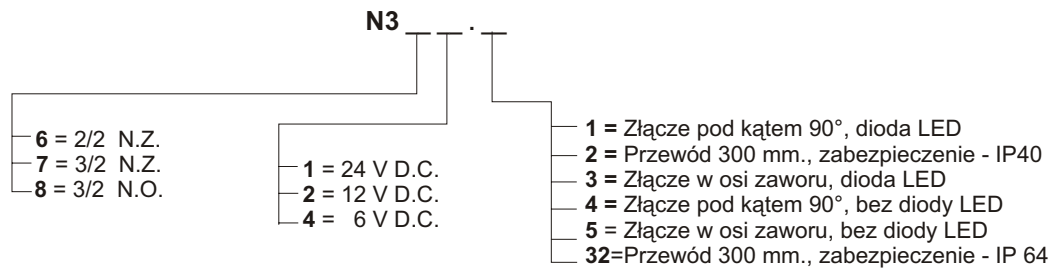 N3 _ _ . _
6 = 2/2 N.Z.
7 = 3/2 N.Z.
8 = 3/2 N.O.
1 = 24 V D.C.
2 = 12 V D.C.
4 = 6 V D.C.
1 = Złącze pod kątem 90°, dioda LED
2 = Przewód 300 mm., zabezpieczenie - IP40
3 = Złącze w osi zaworu, dioda LED
4 = Złącze pod kątem 90°, bez diody LED
5 = Złącze w osi zaworu, bez diody LED
32=Przewód 300 mm., zabezpieczenie - IP 64